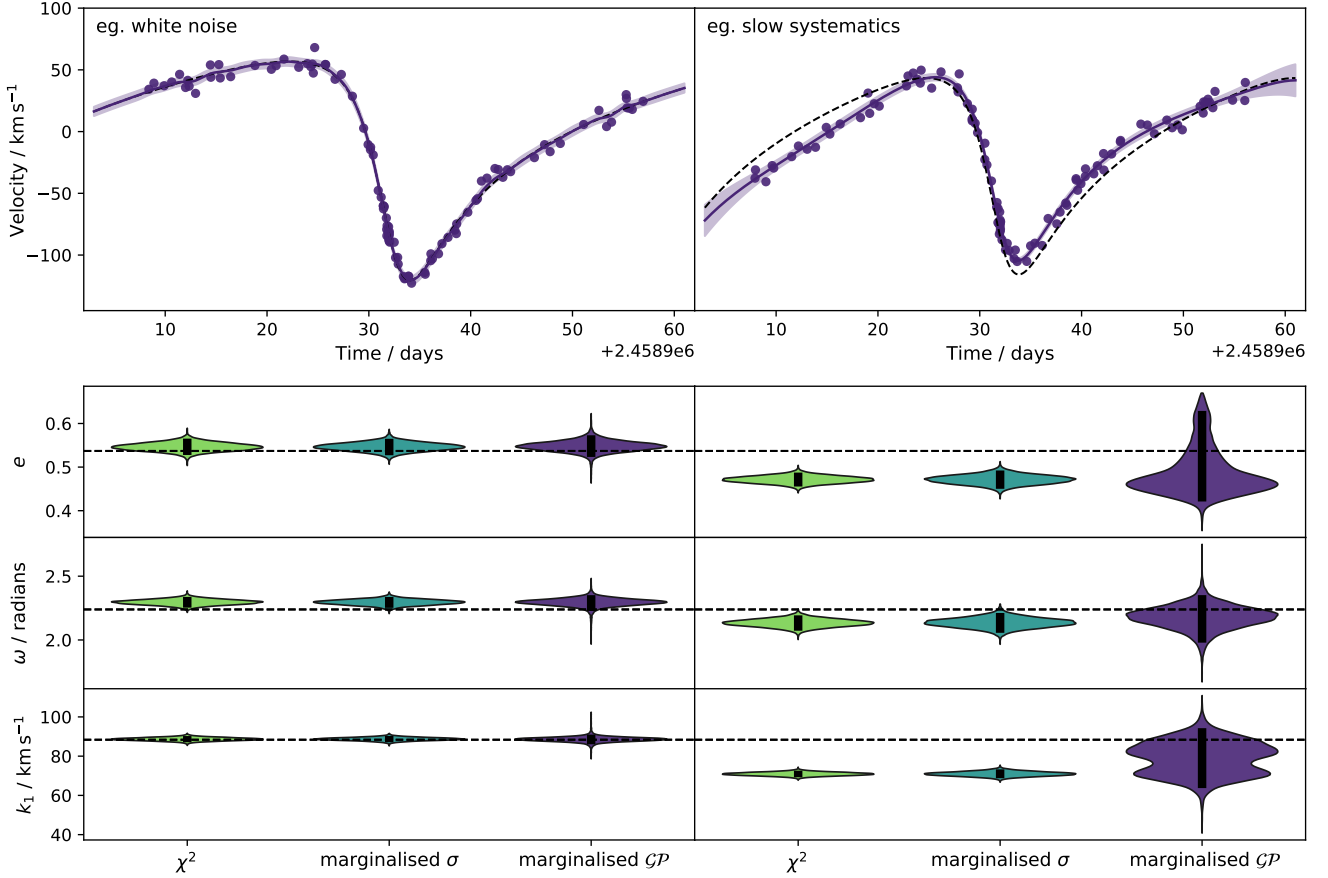 eg. white noise
eg. slow systematics
Velocity / km s⁻¹
100
50
0
−50
−100
10 20 30 40 50 60
10 20 30 40 50 60
Time / days
+2.4589e6
Time / days
+2.4589e6
e
0.6
0.5
0.4
ω / radians
2.5
2.0
k₁ / km s⁻¹
100
80
60
40
χ² marginalised σ marginalised 𝒢𝒫
χ² marginalised σ marginalised 𝒢𝒫